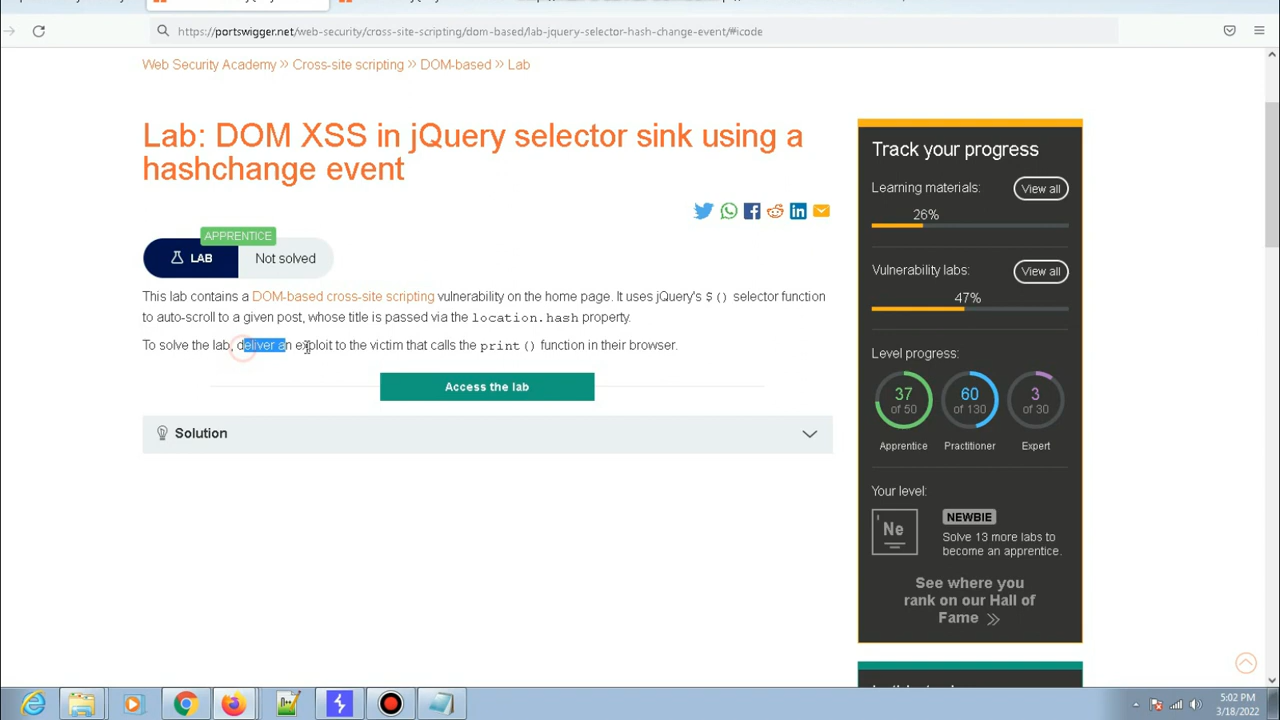 https://portswigger.net/web-security/cross-site-scripting/dom-based/lab-jquery-selector-hash-change-event/#icode
Web Security Academy >> Cross-site scripting >> DOM-based >> Lab
Lab: DOM XSS in jQuery selector sink using a
hashchange event
APPRENTICE
LAB
Not solved
This lab contains a DOM-based cross-site scripting vulnerability on the home page. It uses jQuery's $() selector function
to auto-scroll to a given post, whose title is passed via the location.hash property.
To solve the lab, deliver an exploit to the victim that calls the print() function in their browser.
Access the lab
Solution
Track your progress
Learning materials:
View all
26%
Vulnerability labs:
View all
47%
Level progress:
37
of 50
60
of 130
3
of 30
Apprentice
Practitioner
Expert
Your level:
Ne
NEWBIE
Solve 13 more labs to
become an apprentice.
See where you
rank on our Hall of
Fame >>
5:02 PM
3/18/2022